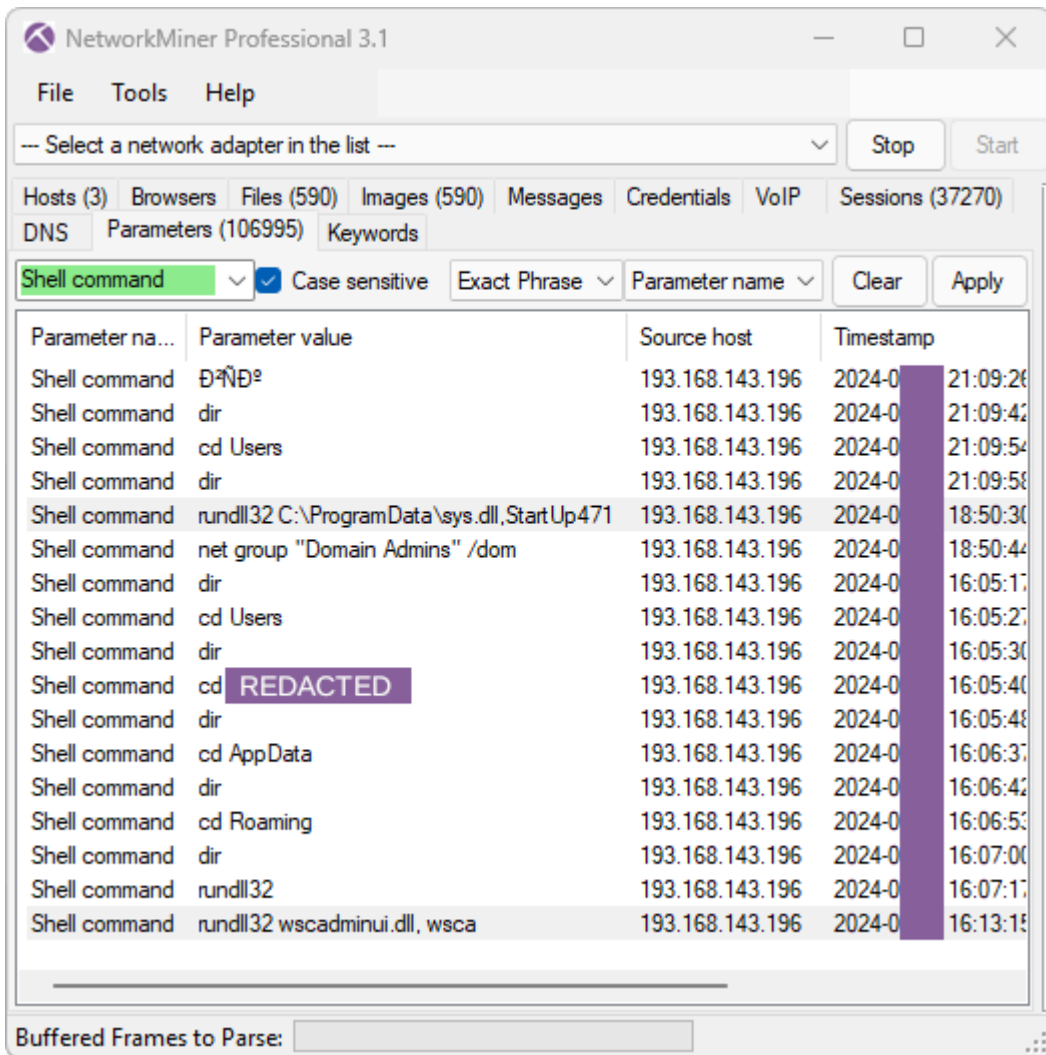 NetworkMiner Professional 3.1
File Tools Help
--- Select a network adapter in the list --- Stop Start
Hosts (3) Browsers Files (590) Images (590) Messages Credentials VoIP Sessions (37270)
DNS Parameters (106995) Keywords
Shell command Case sensitive Exact Phrase Parameter name Clear Apply
Parameter na... Parameter value Source host Timestamp
Shell command Ð²ÑÐº 193.168.143.196 2024-0 21:09:26
Shell command dir 193.168.143.196 2024-0 21:09:42
Shell command cd Users 193.168.143.196 2024-0 21:09:54
Shell command dir 193.168.143.196 2024-0 21:09:58
Shell command rundll32 C:\ProgramData\sys.dll,StartUp471 193.168.143.196 2024-0 18:50:30
Shell command net group "Domain Admins" /dom 193.168.143.196 2024-0 18:50:44
Shell command dir 193.168.143.196 2024-0 16:05:17
Shell command cd Users 193.168.143.196 2024-0 16:05:27
Shell command dir 193.168.143.196 2024-0 16:05:30
Shell command cd REDACTED 193.168.143.196 2024-0 16:05:40
Shell command dir 193.168.143.196 2024-0 16:05:48
Shell command cd AppData 193.168.143.196 2024-0 16:06:37
Shell command dir 193.168.143.196 2024-0 16:06:42
Shell command cd Roaming 193.168.143.196 2024-0 16:06:53
Shell command dir 193.168.143.196 2024-0 16:07:00
Shell command rundll32 193.168.143.196 2024-0 16:07:17
Shell command rundll32 wscadminui.dll, wsca 193.168.143.196 2024-0 16:13:15
Buffered Frames to Parse: